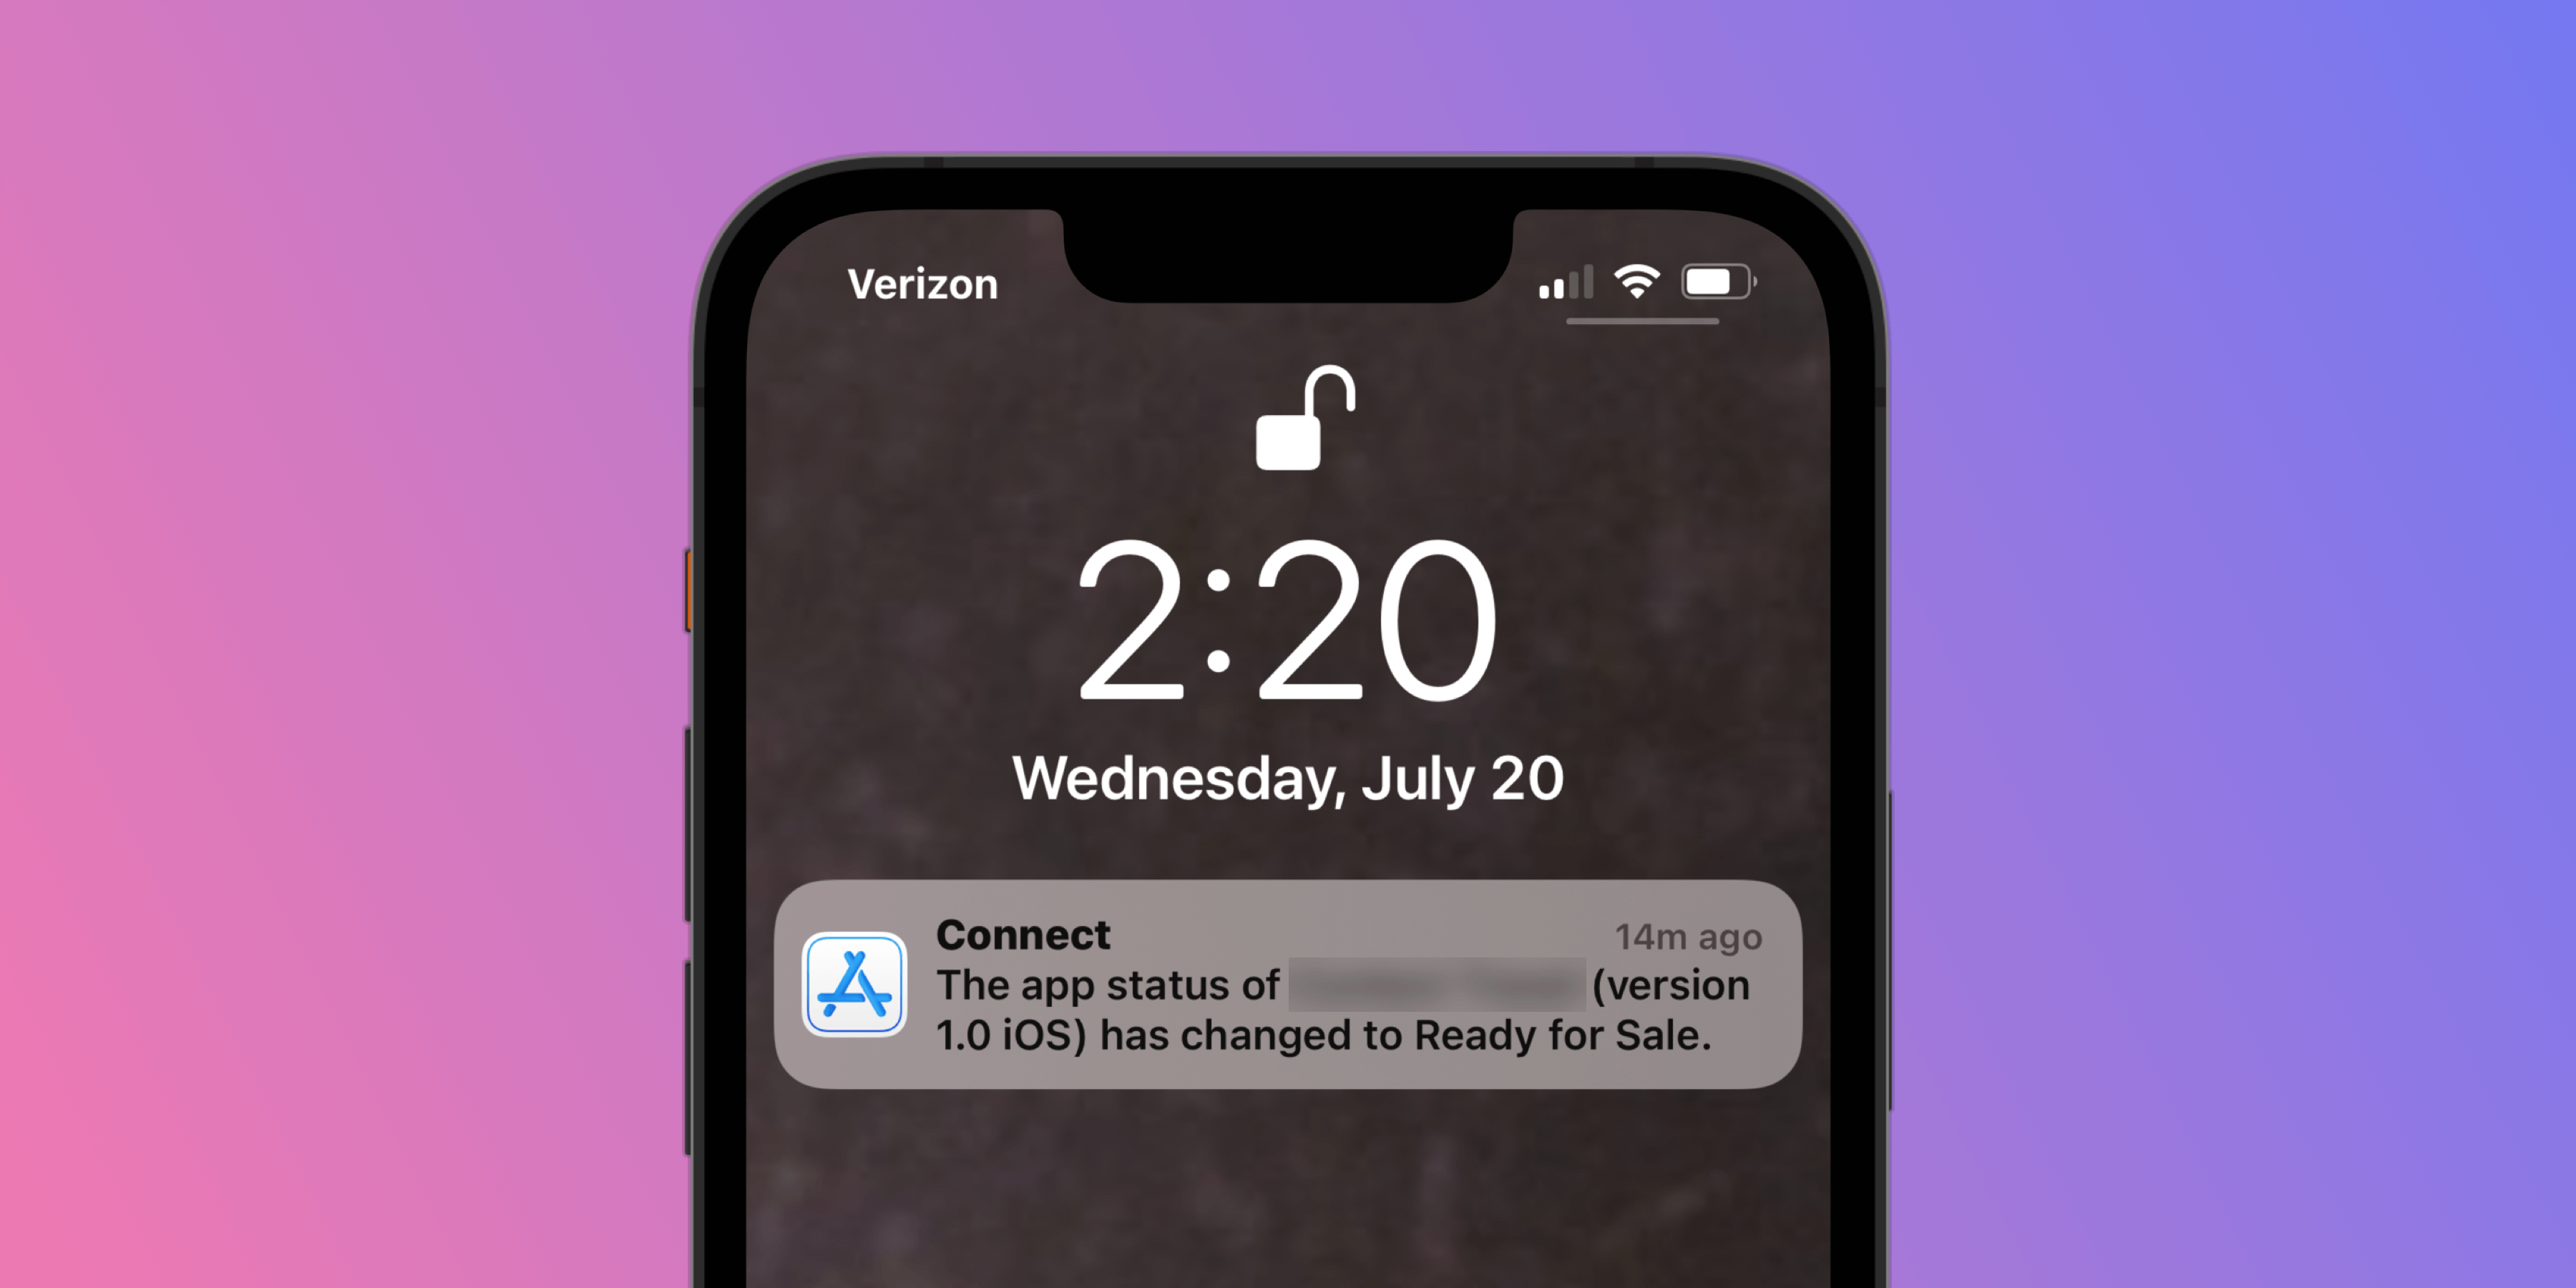 Verizon
2:20
Wednesday, July 20
Connect 14m ago
The app status of (version
1.0 iOS) has changed to Ready for Sale.